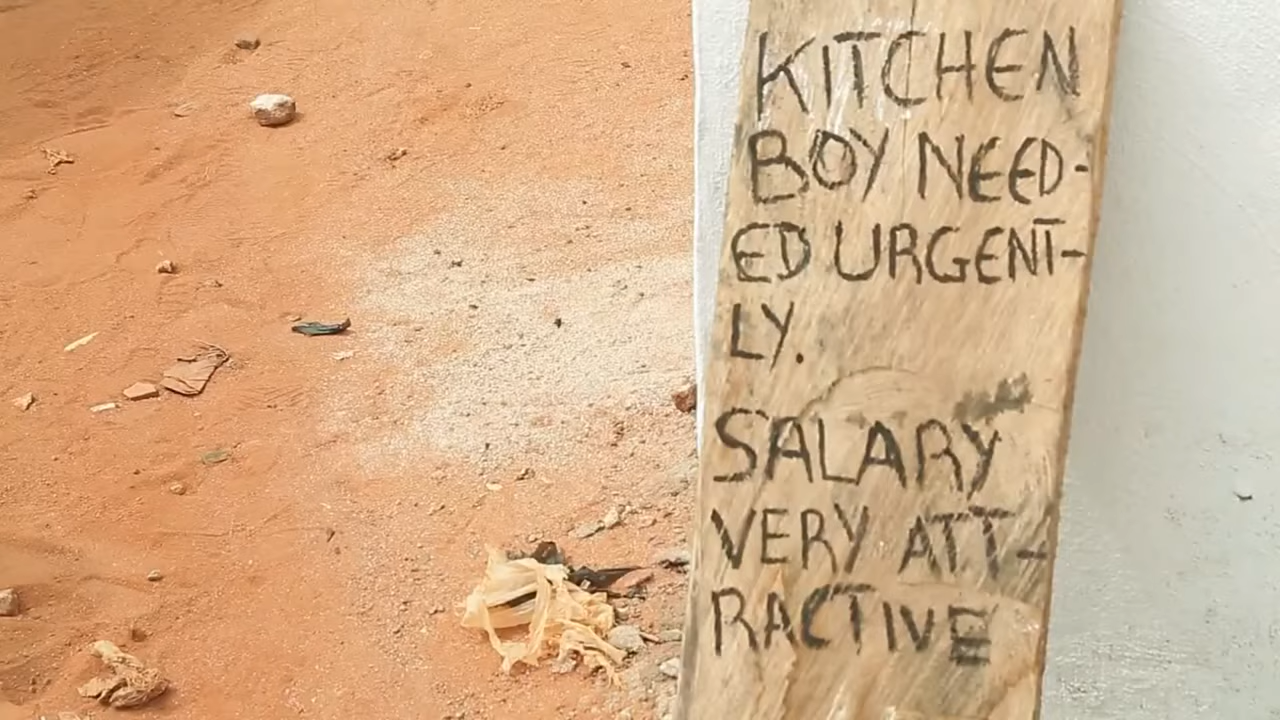 KITCHEN
BOY NEED-
ED URGENT-
LY.
SALARY
VERY ATT-
RACTIVE